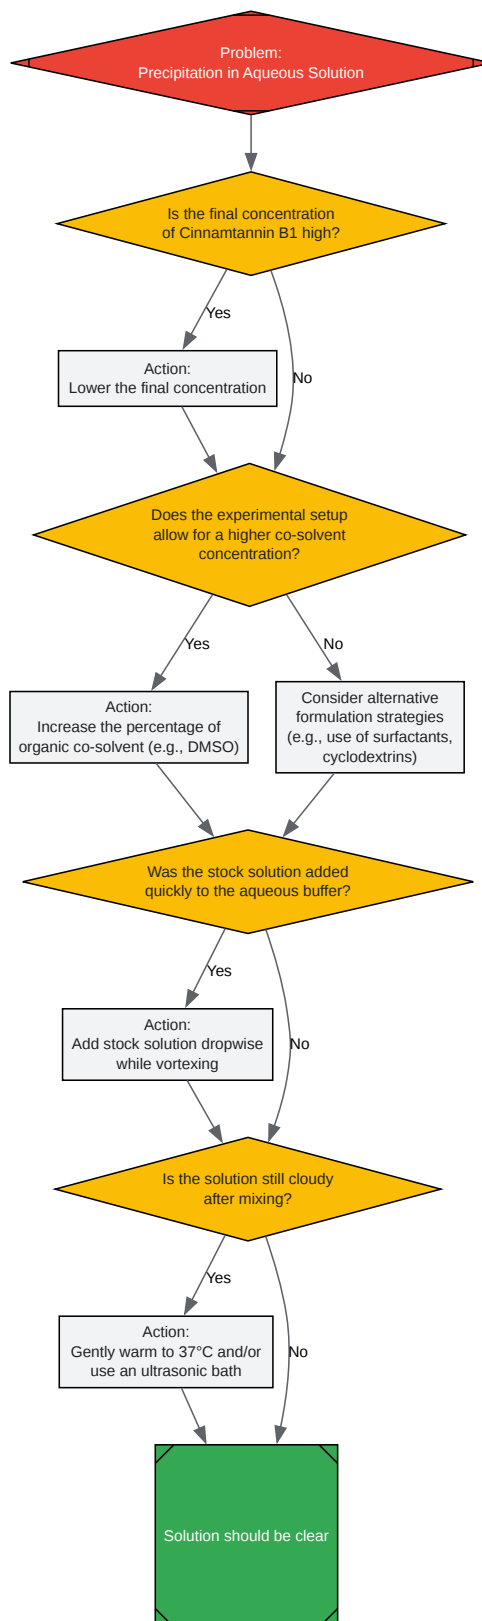 Problem:
Precipitation in Aqueous Solution
Is the final concentration
of Cinnamtannin B1 high?
Yes
No
Action:
Lower the final concentration
Does the experimental setup
allow for a higher co-solvent
concentration?
Yes
No
Action:
Increase the percentage of
organic co-solvent (e.g., DMSO)
Consider alternative
formulation strategies
(e.g., use of surfactants,
cyclodextrins)
Was the stock solution added
quickly to the aqueous buffer?
Yes
No
Action:
Add stock solution dropwise
while vortexing
Is the solution still cloudy
after mixing?
Yes
No
Action:
Gently warm to 37°C and/or
use an ultrasonic bath
Solution should be clear